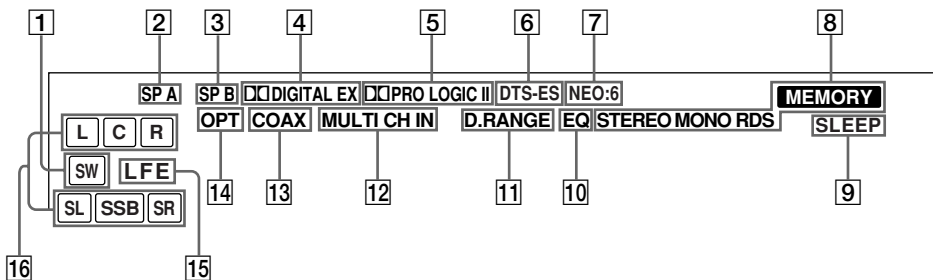 1 2 3 4 5 6 7 8
SP A SP B DIGITAL EX PRO LOGIC II DTS-ES NEO:6 MEMORY
L C R OPT COAX MULTI CH IN D.RANGE EQ STEREO MONO RDS SLEEP
SW LFE
SL SSB SR
14 13 12 11 10 9
16 15